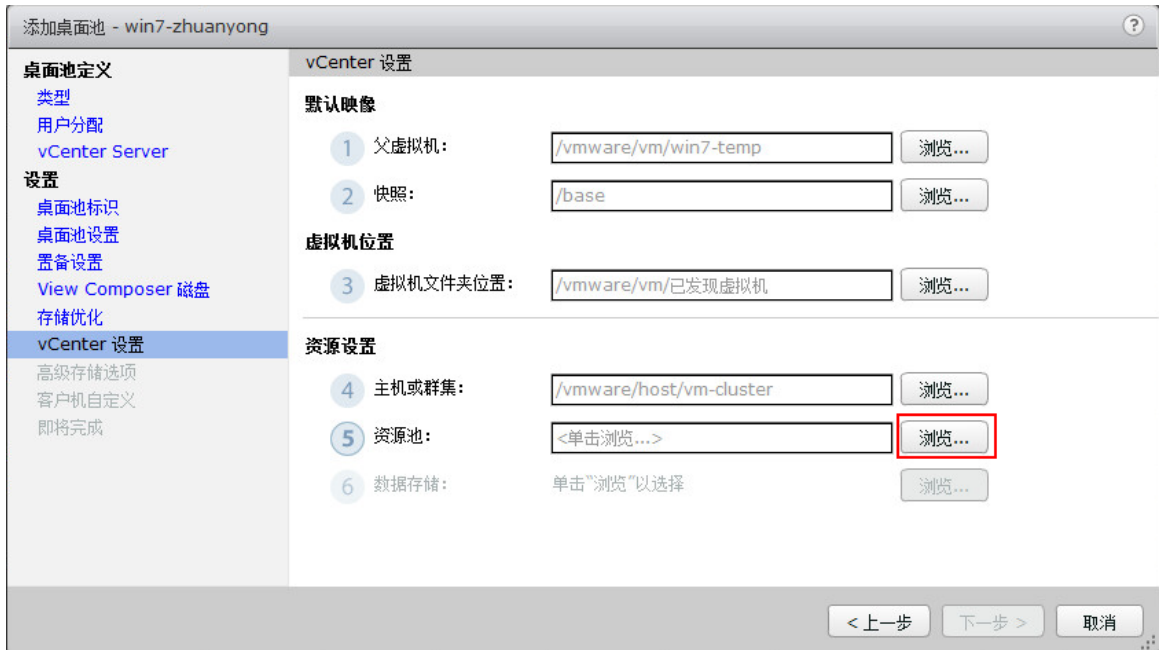 添加桌面池 - win7-zhuanyong
?
桌面池定义
类型
用户分配
vCenter Server
设置
桌面池标识
桌面池设置
置备设置
View Composer 磁盘
存储优化
vCenter 设置
高级存储选项
客户机自定义
即将完成
vCenter 设置
默认映像
1 父虚拟机: /vmware/vm/win7-temp 浏览...
2 快照: /base 浏览...
虚拟机位置
3 虚拟机文件夹位置: /vmware/vm/已发现虚拟机 浏览...
资源设置
4 主机或群集: /vmware/host/vm-cluster 浏览...
5 资源池: <单击浏览...> 浏览...
6 数据存储: 单击"浏览"以选择 浏览...
<上一步 下一步 > 取消